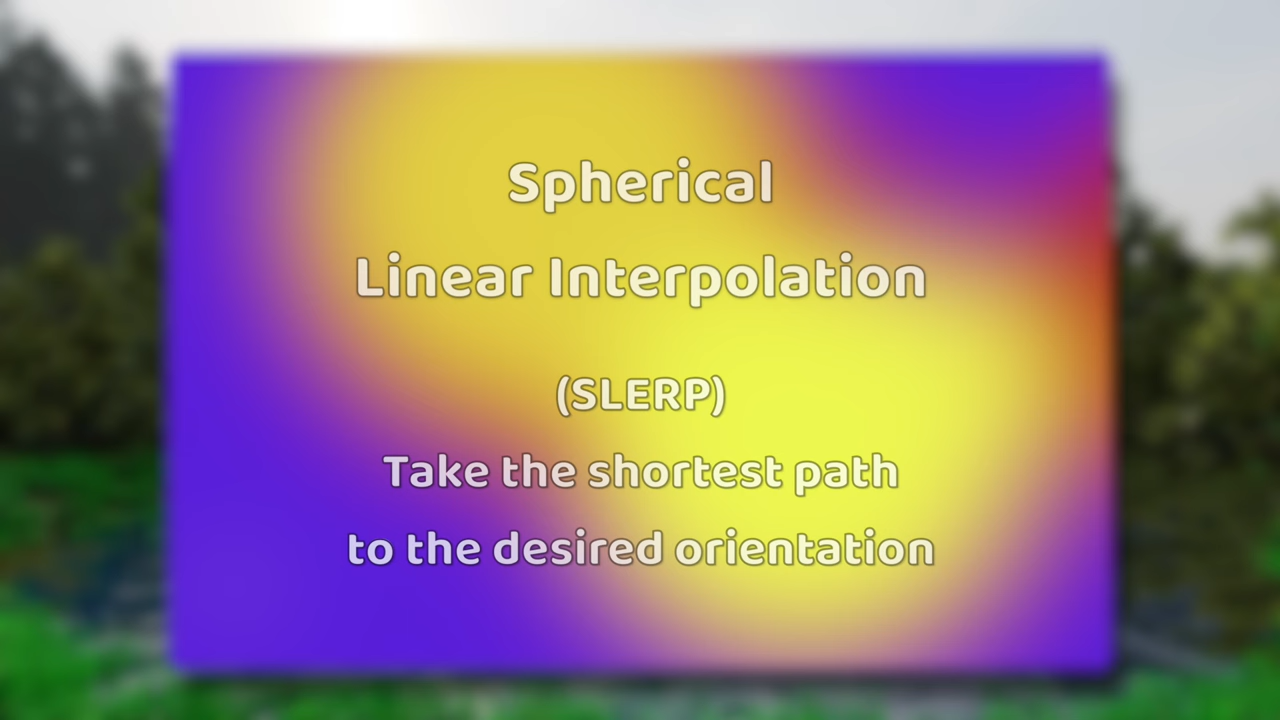 Spherical
Linear Interpolation
(SLERP)
Take the shortest path
to the desired orientation